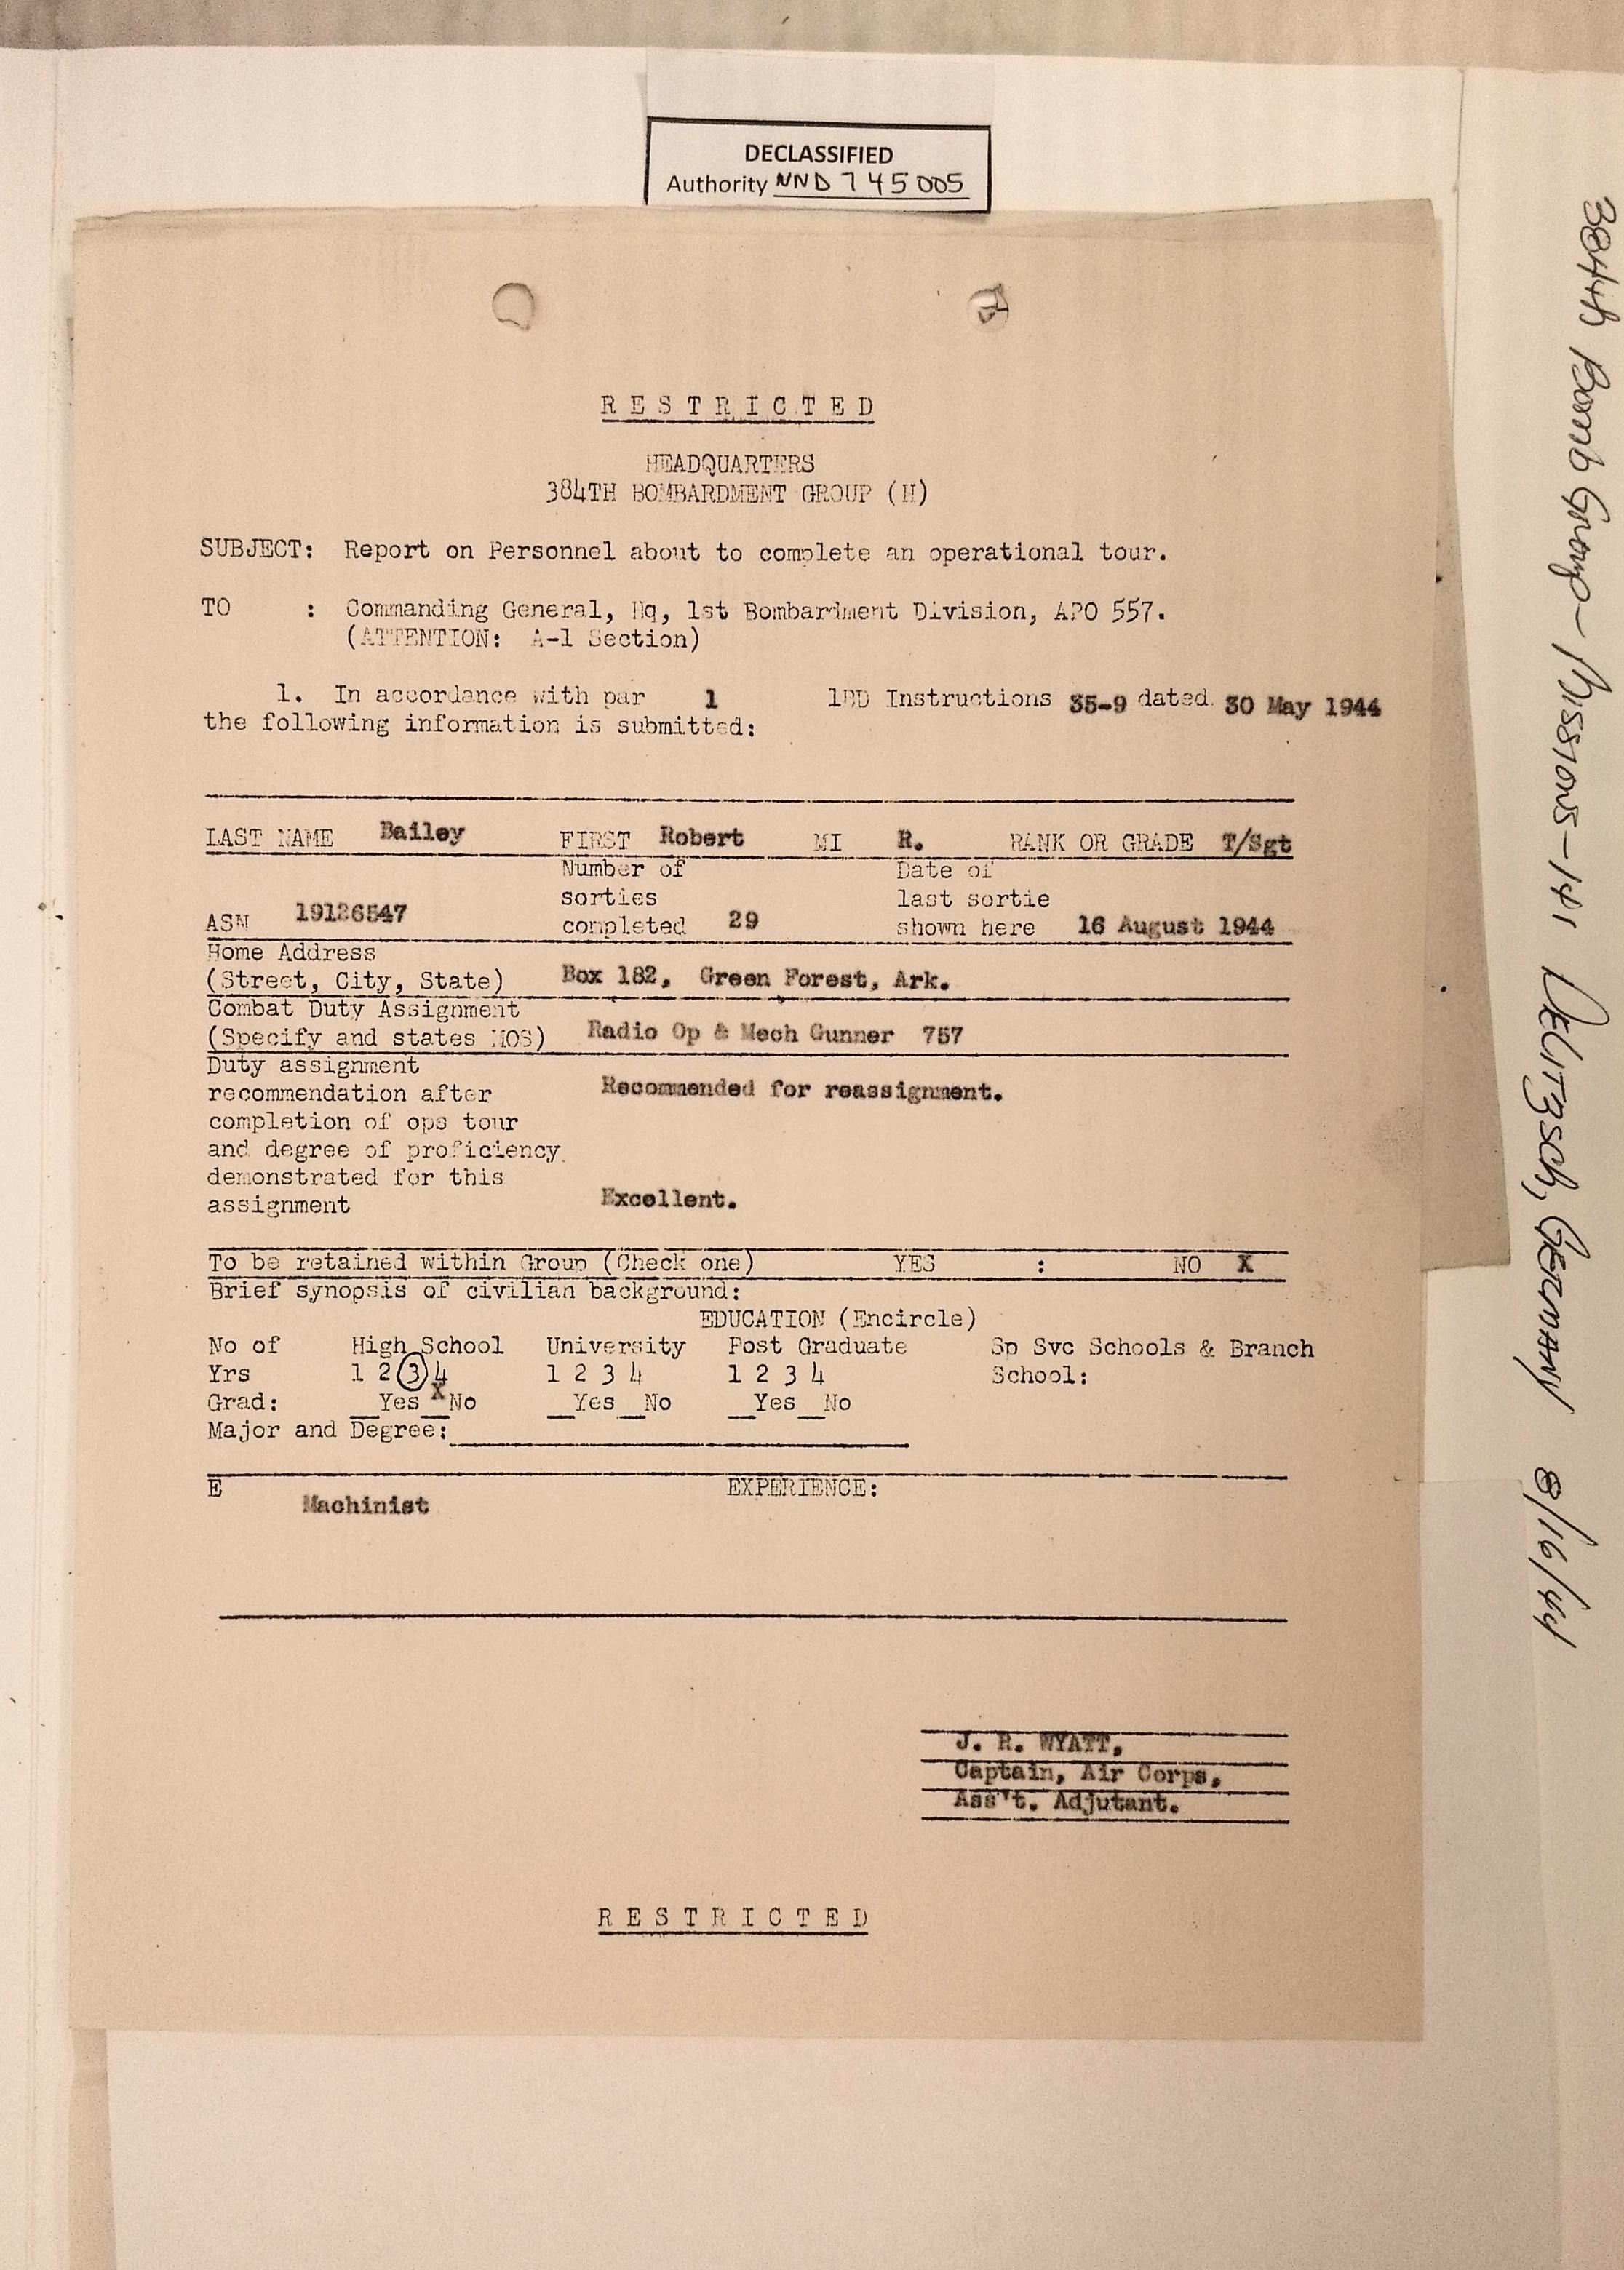 DECLASSIFIED
Authority NND 745005
RESTRICTED
HEADQUARTERS
384TH BOMBARDMENT GROUP (H)
SUBJECT: Report on Personnel about to complete an operational tour.
TO : Commanding General, Hq, 1st Bombardment Division, APO 557.
(ATTENTION: A-1 Section)
1. In accordance with par 1 1BD Instructions 35-9 dated 30 May 1944
the following information is submitted:
LAST NAME Bailey FIRST Robert MI R. RANK OR GRADE T/Sgt
Number of Date of
sorties last sortie
ASN 19126547 completed 29 shown here 16 August 1944
Home Address
(Street, City, State) Box 182, Green Forest, Ark.
Combat Duty Assignment
(Specify and states MOS) Radio Op & Mech Gunner 757
Duty assignment
recommendation after Recommended for reassignment.
completion of ops tour
and degree of proficiency
demonstrated for this
assignment Excellent.
To be retained within Group (Check one) YES : NO X
Brief synopsis of civilian background:
EDUCATION (Encircle)
No of High School University Post Graduate Sp Svc Schools & Branch
Yrs 1 2 3 4 1 2 3 4 1 2 3 4 School:
Grad: __Yes X No __Yes __No __Yes __No
Major and Degree:
E EXPERIENCE:
Machinist
J. R. WYATT,
Captain, Air Corps,
Ass't. Adjutant.
RESTRICTED
384th Bomb Group - Missions - 141 Delitzsch, Germany 8/16/44